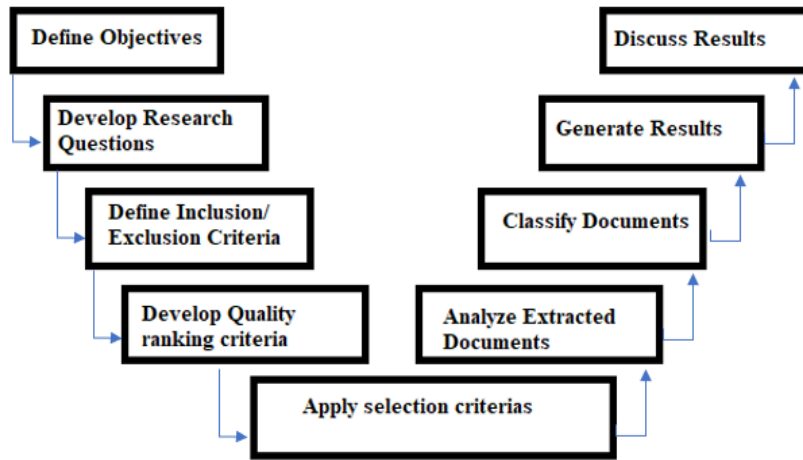 Define Objectives
Develop Research
Questions
Define Inclusion/
Exclusion Criteria
Develop Quality
ranking criteria
Apply selection criterias
Analyze Extracted
Documents
Classify Documents
Generate Results
Discuss Results